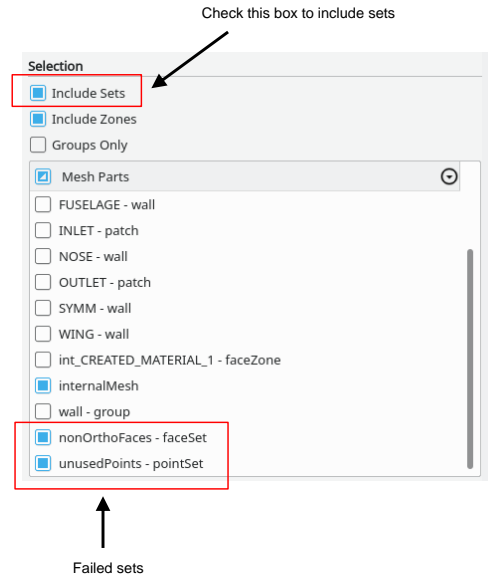 Check this box to include sets
Selection
Include Sets
Include Zones
Groups Only
Mesh Parts
FUSELAGE - wall
INLET - patch
NOSE - wall
OUTLET - patch
SYMM - wall
WING - wall
int_CREATED_MATERIAL_1 - faceZone
internalMesh
wall - group
nonOrthoFaces - faceSet
unusedPoints - pointSet
Failed sets